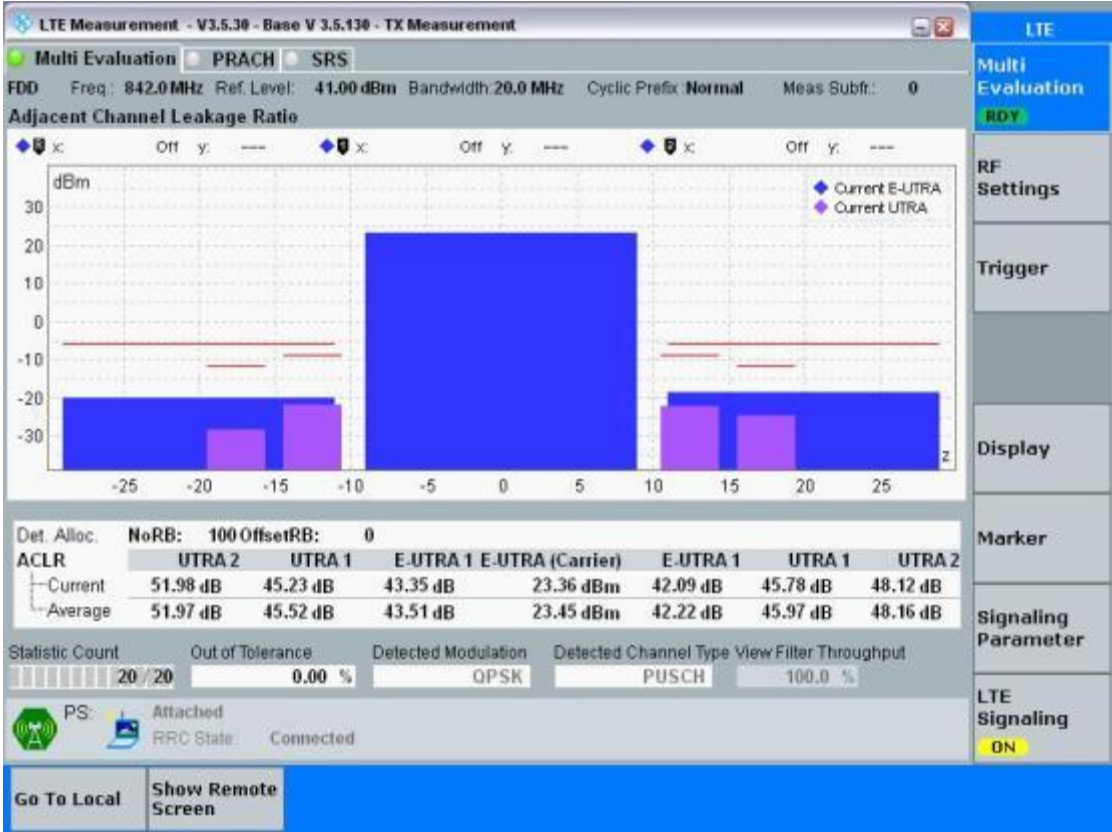 LTE Measurement - V3.5.30 - Base V 3.5.130 - TX Measurement
Multi Evaluation PRACH SRS
FDD Freq.: 842.0 MHz Ref. Level: 41.00 dBm Bandwidth: 20.0 MHz Cyclic Prefix: Normal Meas Subfr.: 0
Adjacent Channel Leakage Ratio
x: Off y: --- x: Off y: --- x: Off y: ---
dBm
Current E-UTRA
Current UTRA
30
20
10
0
-10
-20
-30
z
-25 -20 -15 -10 -5 0 5 10 15 20 25
Det. Alloc. NoRB: 100 OffsetRB: 0
ACLR UTRA 2 UTRA 1 E-UTRA 1 E-UTRA (Carrier) E-UTRA 1 UTRA 1 UTRA 2
Current 51.98 dB 45.23 dB 43.35 dB 23.36 dBm 42.09 dB 45.78 dB 48.12 dB
Average 51.97 dB 45.52 dB 43.51 dB 23.45 dBm 42.22 dB 45.97 dB 48.16 dB
Statistic Count Out of Tolerance Detected Modulation Detected Channel Type View Filter Throughput
20 / 20 0.00 % QPSK PUSCH 100.0 %
PS: Attached
RRC State: Connected
LTE
Multi
Evaluation
RDY
RF
Settings
Trigger
Display
Marker
Signaling
Parameter
LTE
Signaling
ON
Go To Local
Show Remote
Screen